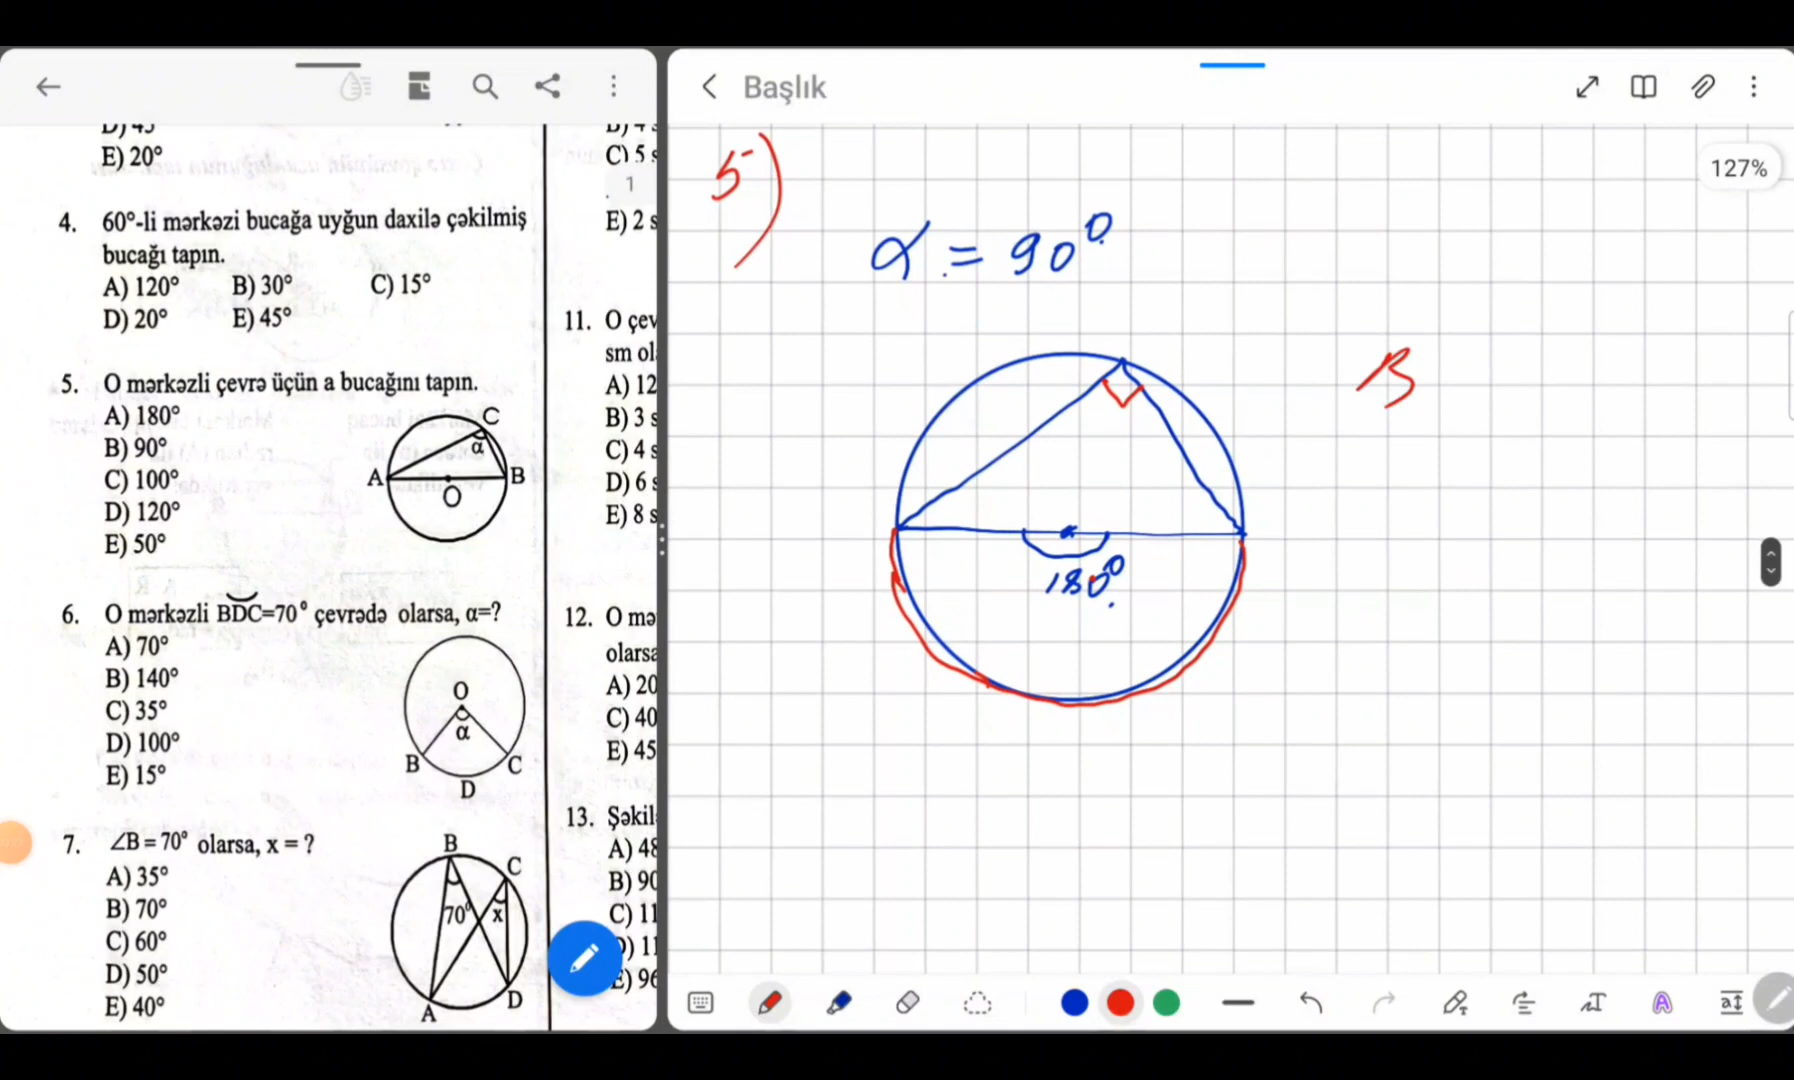 E) 20°
4. 60°-li mərkəzi bucağa uyğun daxilə çəkilmiş
bucağı tapın.
A) 120° B) 30° C) 15°
D) 20° E) 45°
5. O mərkəzli çevrə üçün a bucağını tapın.
A) 180°
B) 90°
C) 100°
D) 120°
E) 50°
C
α
A
B
O
6. O mərkəzli BDC=70° çevrədə olarsa, α=?
A) 70°
B) 140°
C) 35°
D) 100°
E) 15°
O
α
B
C
D
7. ∠B = 70° olarsa, x = ?
A) 35°
B) 70°
C) 60°
D) 50°
E) 40°
B
C
70°
x
A
D
C) 5 s
1
E) 2 s
11. O çev
sm ol
A) 12
B) 3 s
C) 4 s
D) 6 s
E) 8 s
12. O mə
olarsa
A) 20
C) 40
E) 45
13. Şəkil
A) 48
B) 90
C) 11
D) 11
E) 96
Başlık
127%
5)
α = 90°
B
180°